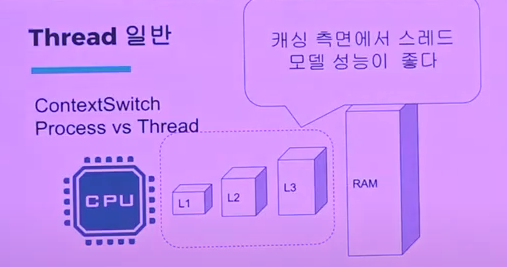 Thread 일반
캐싱 측면에서 스레드
모델 성능이 좋다
ContextSwitch
Process vs Thread
CPU
L1
L2
L3
RAM